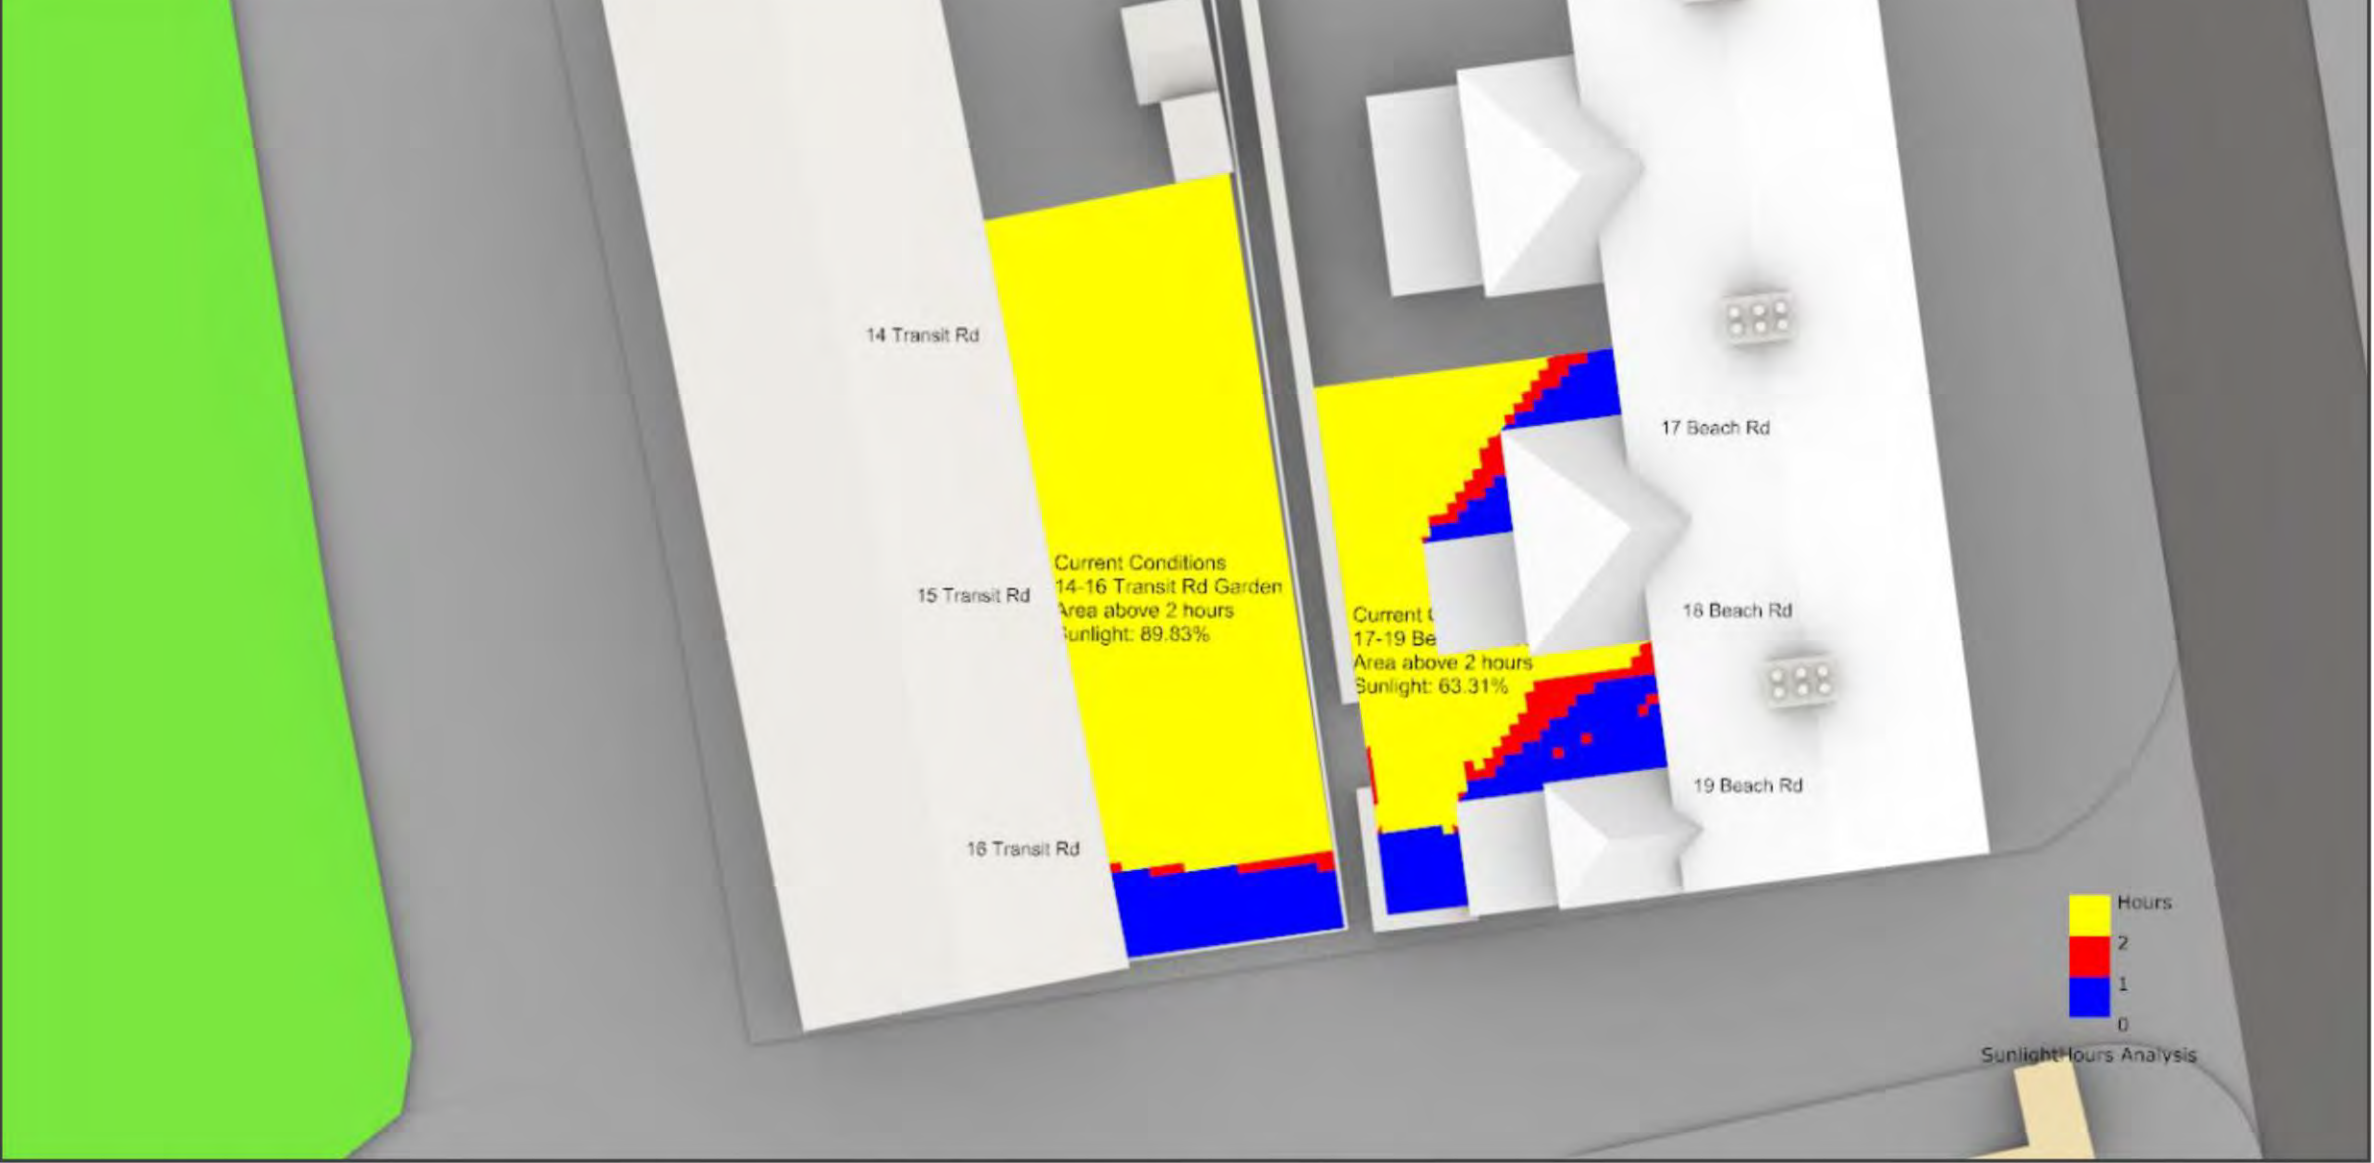 14 Transit Rd
15 Transit Rd
16 Transit Rd
Current Conditions
14-16 Transit Rd Garden
Area above 2 hours
Sunlight: 89.83%
Current
17-19
Area above 2 hours
Sunlight: 63.31%
17 Beach Rd
18 Beach Rd
19 Beach Rd
Hours
2
1
0
SunlightHours Analysis